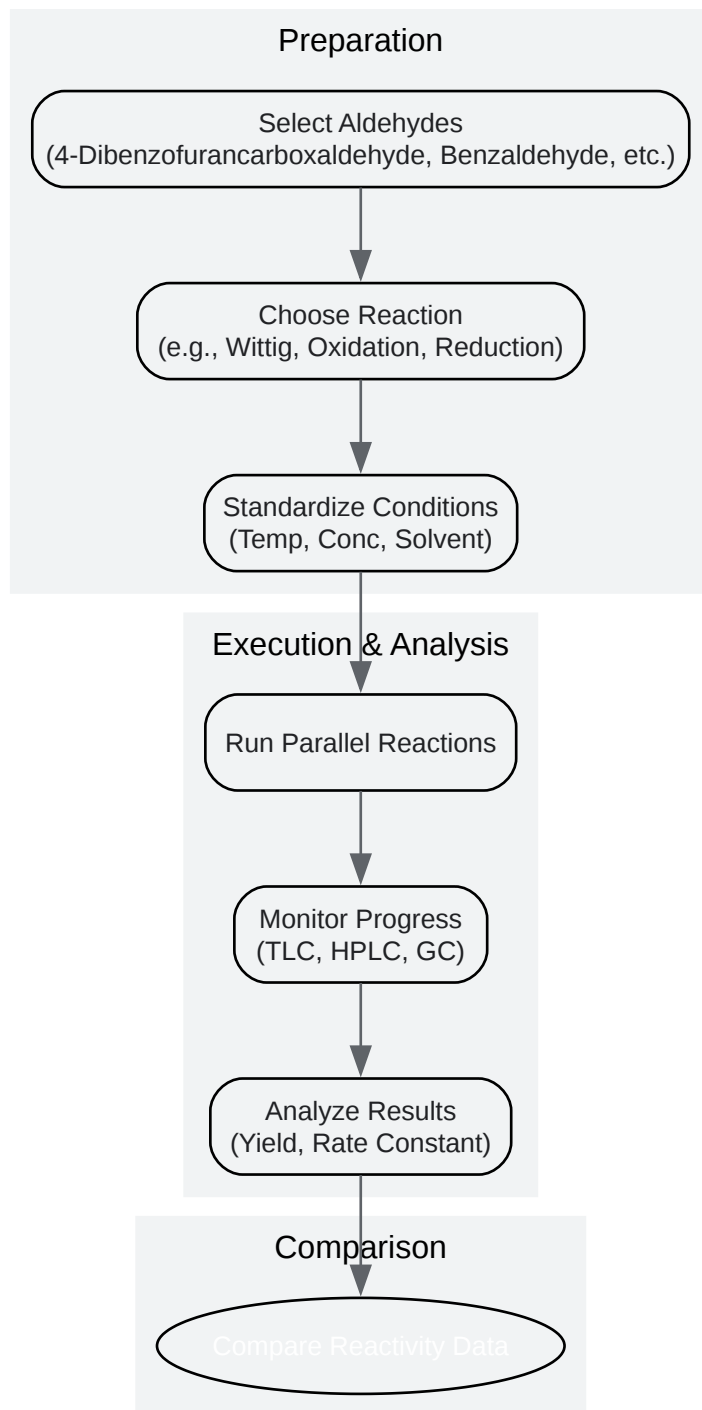 Preparation
Select Aldehydes
(4-Dibenzofurancarboxaldehyde, Benzaldehyde, etc.)
Choose Reaction
(e.g., Wittig, Oxidation, Reduction)
Standardize Conditions
(Temp, Conc, Solvent)
Execution & Analysis
Run Parallel Reactions
Monitor Progress
(TLC, HPLC, GC)
Analyze Results
(Yield, Rate Constant)
Comparison
Compare Reactivity Data